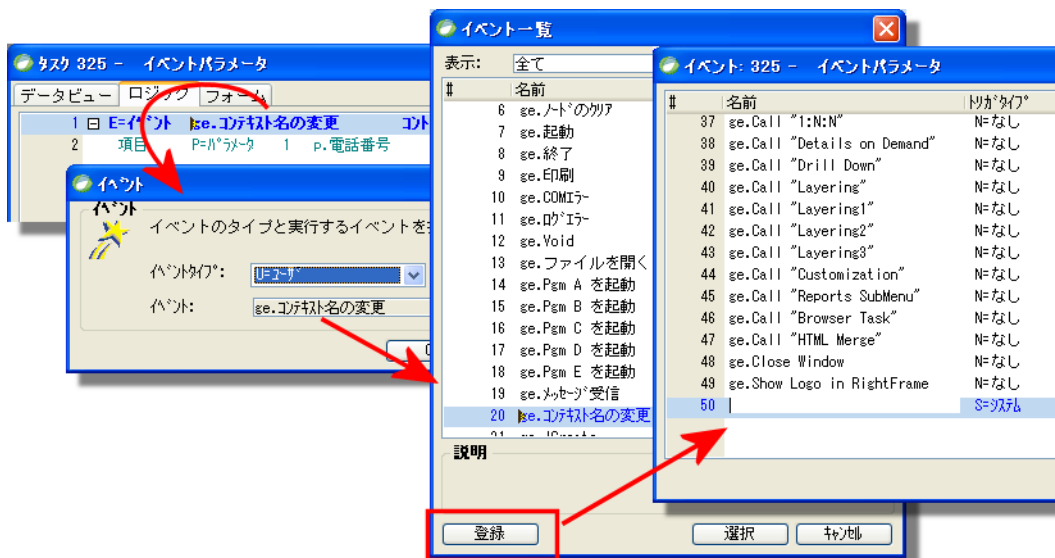 タスク 325 - イベントパラメータ
データビュー ロジック フォーム
1 E=イベント ge.コンテキスト名の変更
2 項目 P=パラメータ 1 p.電話番号
イベント
イベント
イベントのタイプと実行するイベントを
イベントタイプ: U=ユーザ
イベント: ge.コンテキスト名の変更
イベント一覧
表示: 全て
# 名前
6 ge.ノードのクリア
7 ge.起動
8 ge.終了
9 ge.印刷
10 ge.COMエラー
11 ge.ログエラー
12 ge.Void
13 ge.ファイルを開く
14 ge.Pgm A を起動
15 ge.Pgm B を起動
16 ge.Pgm C を起動
17 ge.Pgm D を起動
18 ge.Pgm E を起動
19 ge.メッセージ受信
20 ge.コンテキスト名の変更
説明
登録 選択 キャンセル
イベント: 325 - イベントパラメータ
# 名前 トリガタイプ
37 ge.Call "1:N:N" N=なし
38 ge.Call "Details on Demand" N=なし
39 ge.Call "Drill Down" N=なし
40 ge.Call "Layering" N=なし
41 ge.Call "Layering1" N=なし
42 ge.Call "Layering2" N=なし
43 ge.Call "Layering3" N=なし
44 ge.Call "Customization" N=なし
45 ge.Call "Reports SubMenu" N=なし
46 ge.Call "Browser Task" N=なし
47 ge.Call "HTML Merge" N=なし
48 ge.Close Window N=なし
49 ge.Show Logo in RightFrame N=なし
50 S=システム